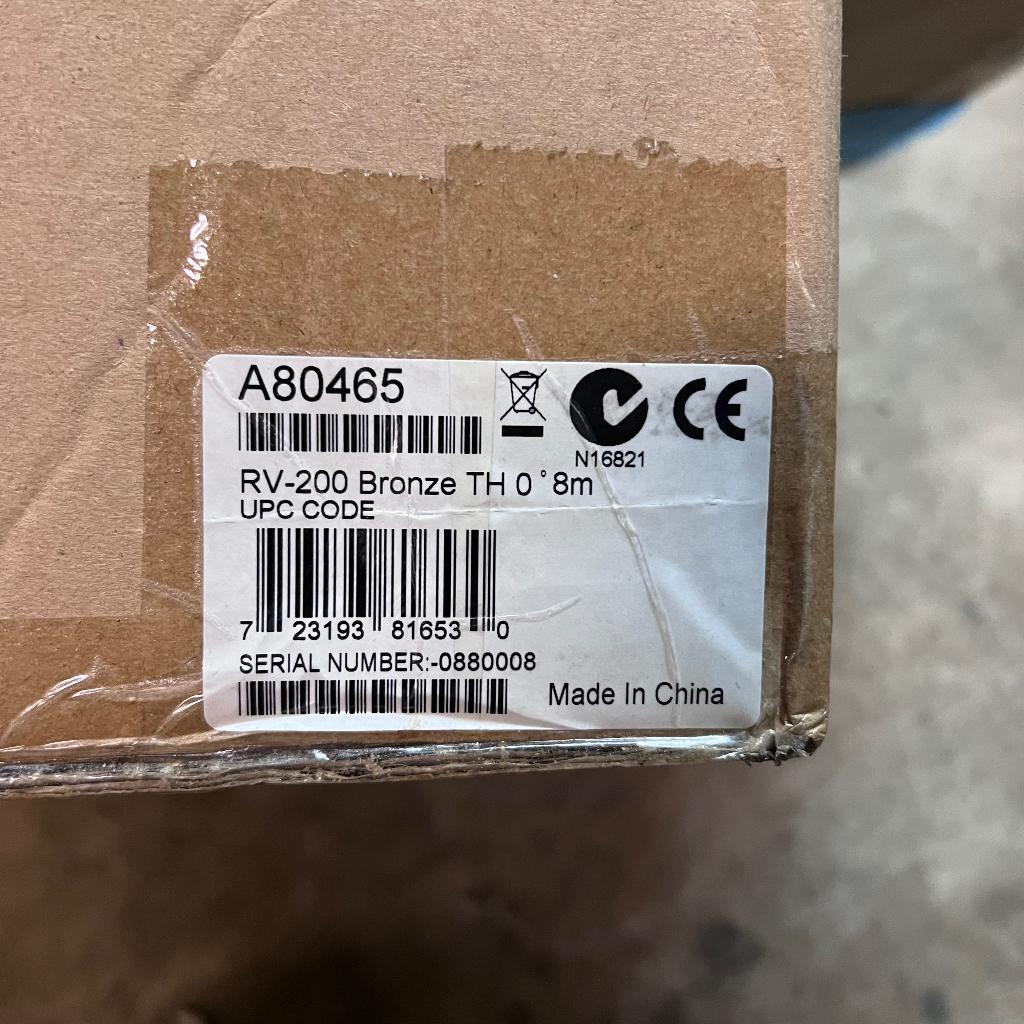 A80465
N16821
RV-200 Bronze TH 0°8m
UPC CODE
7 23193 81653 0
SERIAL NUMBER:-0880008
Made In China